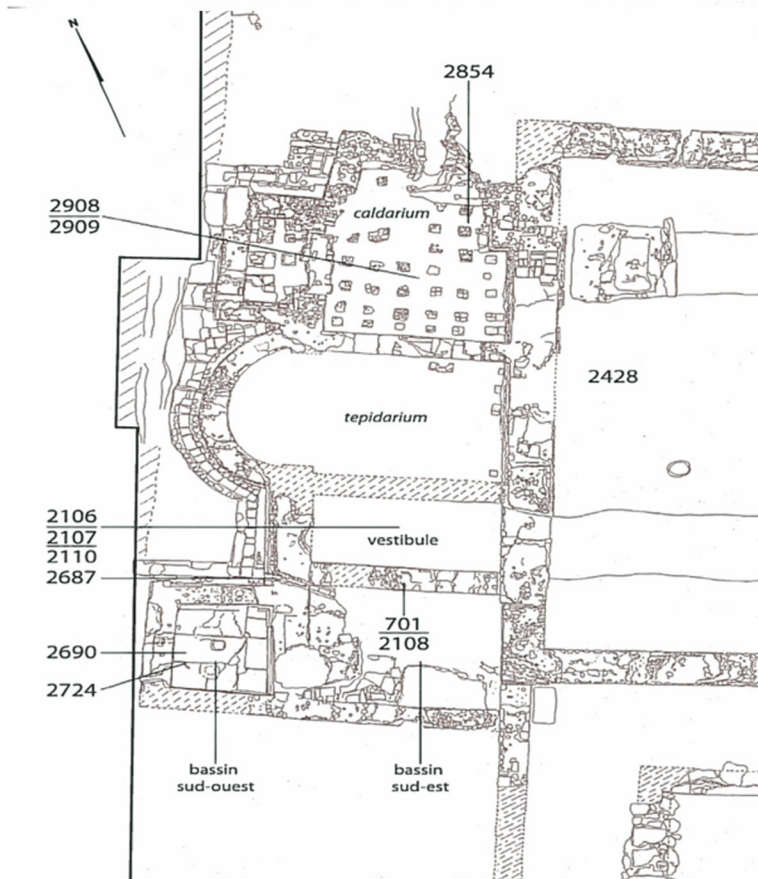 N
2854
2908
2909
caldarium
2428
tepidarium
2106
2107
2110
2687
vestibule
701
2108
2690
2724
bassin
sud-ouest
bassin
sud-est